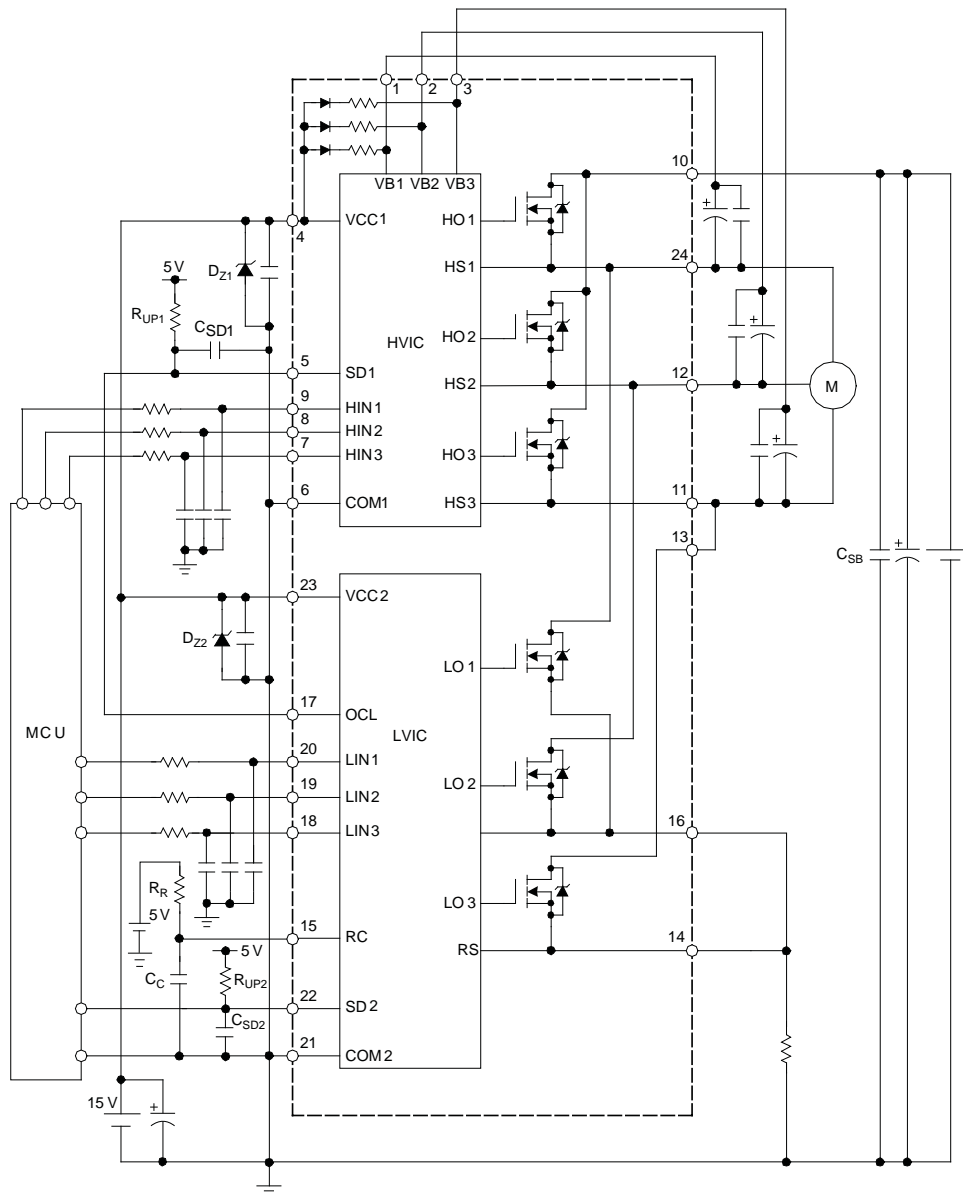 1 2 3
VB1 VB2 VB3
10
4 VCC1 HO1
5 V
DZ1
24
HS1
RUP1
CSD1
HVIC
HO2
5 SD1 HS2 12 M
9 HIN1
8 HIN2
7 HIN3 HO3
6 COM1 HS3 11
13
CSB
+
+
+
+
23 VCC2
DZ2
LO1
17 OCL
MCU
LVIC
20 LIN1
19 LIN2 LO2
18 LIN3 16
RR
5 V
LO3
15 RC RS 14
5 V
CC
RUP2
22 SD2
CSD2
21 COM2
15 V
+